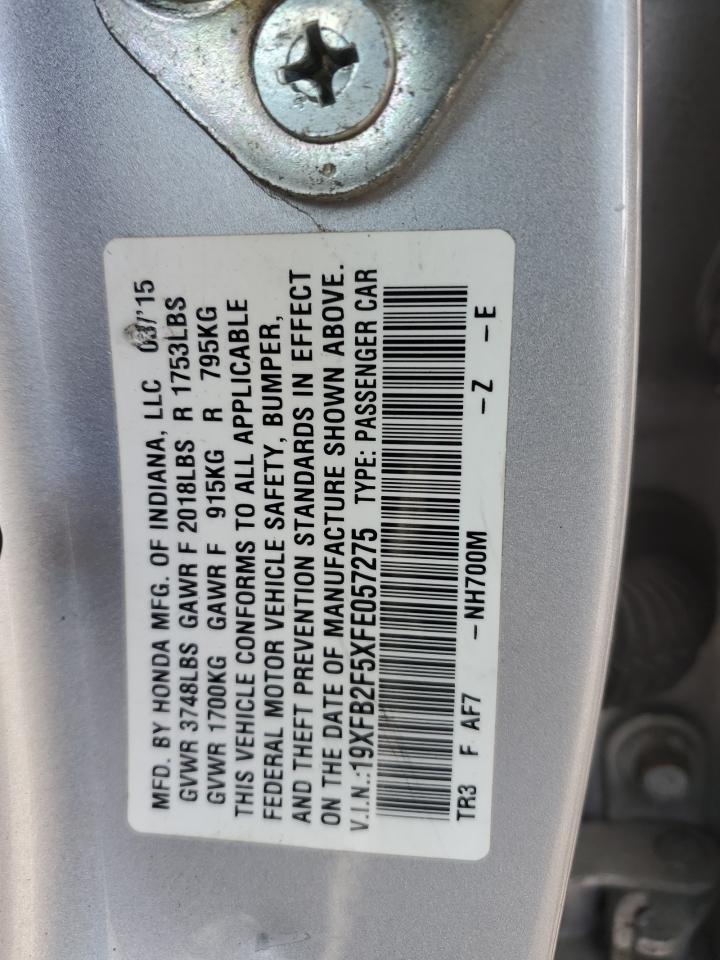 MFD. BY HONDA MFG. OF INDIANA, LLC 03/'15
GVWR 3748LBS GAWR F 2018LBS R 1753LBS
GVWR 1700KG GAWR F 915KG R 795KG
THIS VEHICLE CONFORMS TO ALL APPLICABLE
FEDERAL MOTOR VEHICLE SAFETY, BUMPER,
AND THEFT PREVENTION STANDARDS IN EFFECT
ON THE DATE OF MANUFACTURE SHOWN ABOVE.
V.I.N.:19XFB2F5XFE057275 TYPE: PASSENGER CAR
TR3 F AF7 -NH700M -Z -E